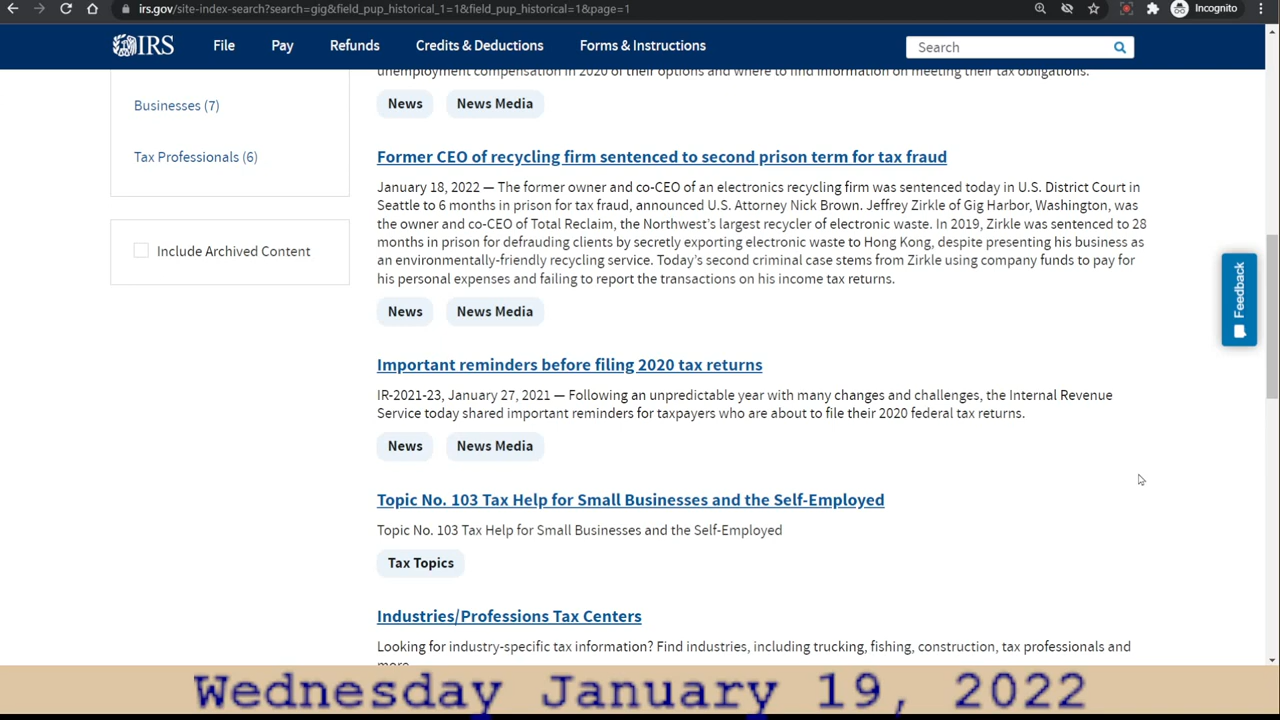 irs.gov/site-index-search?search=gig&field_pup_historical_1=1&field_pup_historical=1&page=1
Incognito
IRS
File
Pay
Refunds
Credits & Deductions
Forms & Instructions
Search
unemployment compensation in 2020 of their options and where to find information on meeting their tax obligations.
Businesses (7)
News
News Media
Tax Professionals (6)
Former CEO of recycling firm sentenced to second prison term for tax fraud
January 18, 2022 — The former owner and co-CEO of an electronics recycling firm was sentenced today in U.S. District Court in
Seattle to 6 months in prison for tax fraud, announced U.S. Attorney Nick Brown. Jeffrey Zirkle of Gig Harbor, Washington, was
the owner and co-CEO of Total Reclaim, the Northwest's largest recycler of electronic waste. In 2019, Zirkle was sentenced to 28
months in prison for defrauding clients by secretly exporting electronic waste to Hong Kong, despite presenting his business as
an environmentally-friendly recycling service. Today's second criminal case stems from Zirkle using company funds to pay for
his personal expenses and failing to report the transactions on his income tax returns.
Include Archived Content
Feedback
News
News Media
Important reminders before filing 2020 tax returns
IR-2021-23, January 27, 2021 — Following an unpredictable year with many changes and challenges, the Internal Revenue
Service today shared important reminders for taxpayers who are about to file their 2020 federal tax returns.
News
News Media
Topic No. 103 Tax Help for Small Businesses and the Self-Employed
Topic No. 103 Tax Help for Small Businesses and the Self-Employed
Tax Topics
Industries/Professions Tax Centers
Looking for industry-specific tax information? Find industries, including trucking, fishing, construction, tax professionals and
more.
Wednesday January 19, 2022